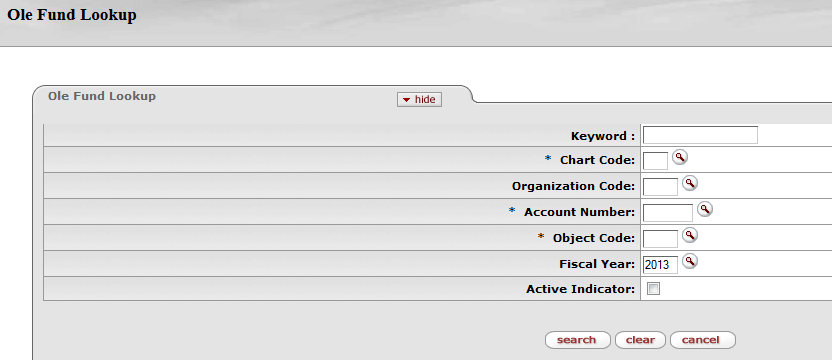 Ole Fund Lookup
Ole Fund Lookup
hide
Keyword :
* Chart Code:
Organization Code:
* Account Number:
* Object Code:
Fiscal Year: 2013
Active Indicator:
search clear cancel